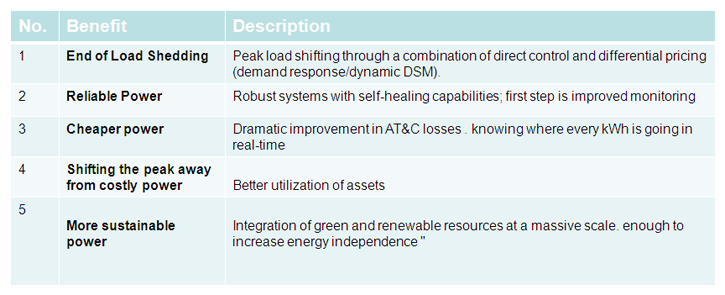 No. Benefit Description
1 End of Load Shedding Peak load shifting through a combination of direct control and differential pricing
(demand response/dynamic DSM).
2 Reliable Power Robust systems with self-healing capabilities; first step is improved monitoring
3 Cheaper power Dramatic improvement in AT&C losses . knowing where every kWh is going in
real-time
4 Shifting the peak away
from costly power Better utilization of assets
5
More sustainable Integration of green and renewable resources at a massive scale. enough to
power increase energy independence "